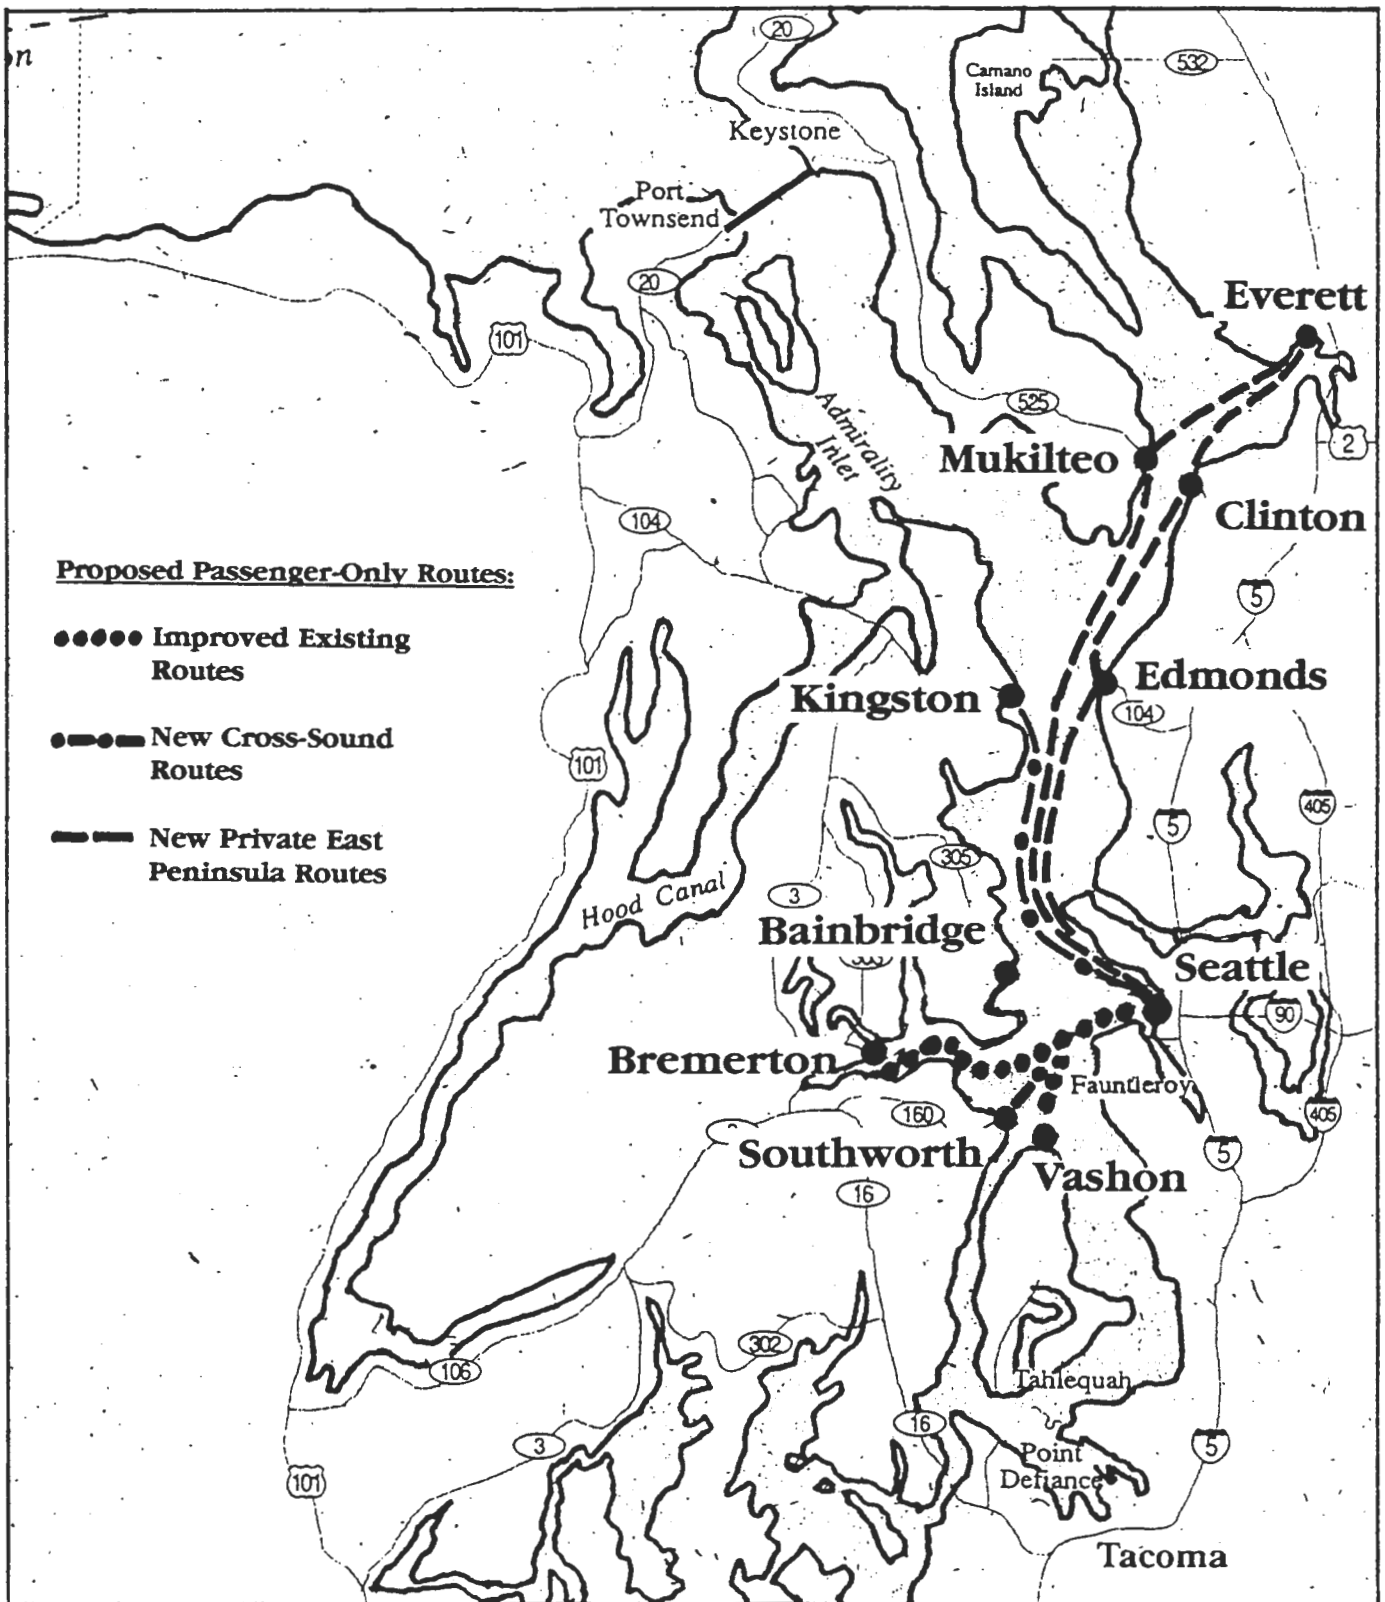 n
20
532
Camano
Island
Keystone
Port
Townsend
20
Everett
101
525
Admirality
Inlet
Mukilteo
2
Clinton
104
Proposed Passenger-Only Routes:
5
Improved Existing
Routes
Kingston
Edmonds
104
New Cross-Sound
Routes
101
405
5
New Private East
Peninsula Routes
305
3
Hood Canal
Bainbridge
Seattle
90
Bremerton
Fauntleroy
160
405
Southworth
5
Vashon
16
302
106
Tahlequah
16
3
5
Point
Defiance
101
Tacoma